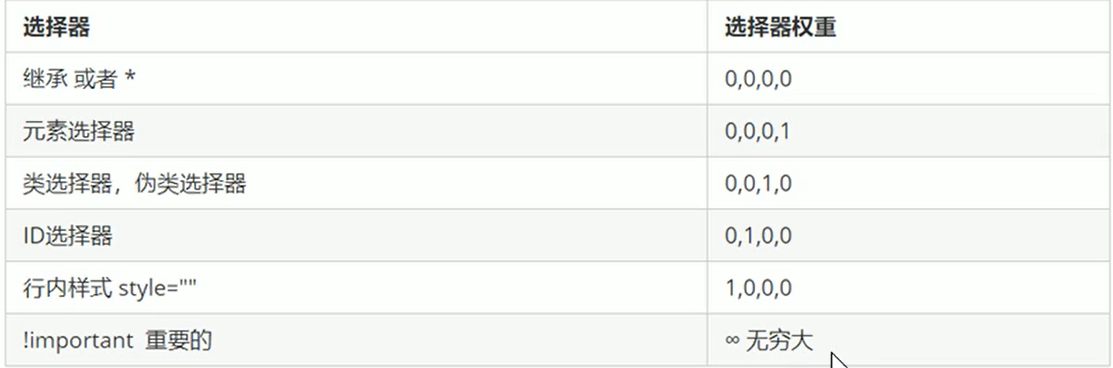 选择器 选择器权重
继承 或者 * 0,0,0,0
元素选择器 0,0,0,1
类选择器，伪类选择器 0,0,1,0
ID选择器 0,1,0,0
行内样式 style="" 1,0,0,0
!important 重要的 ∞ 无穷大